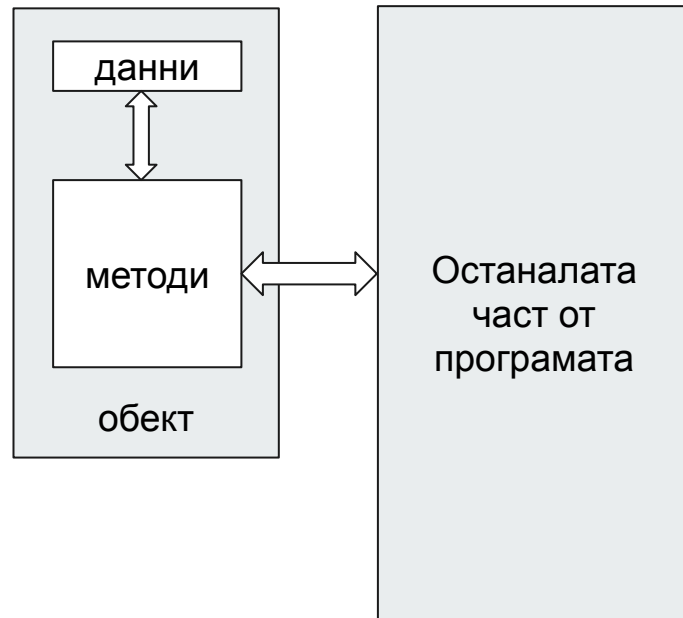 данни
методи
обект
Останалата
част от
програмата